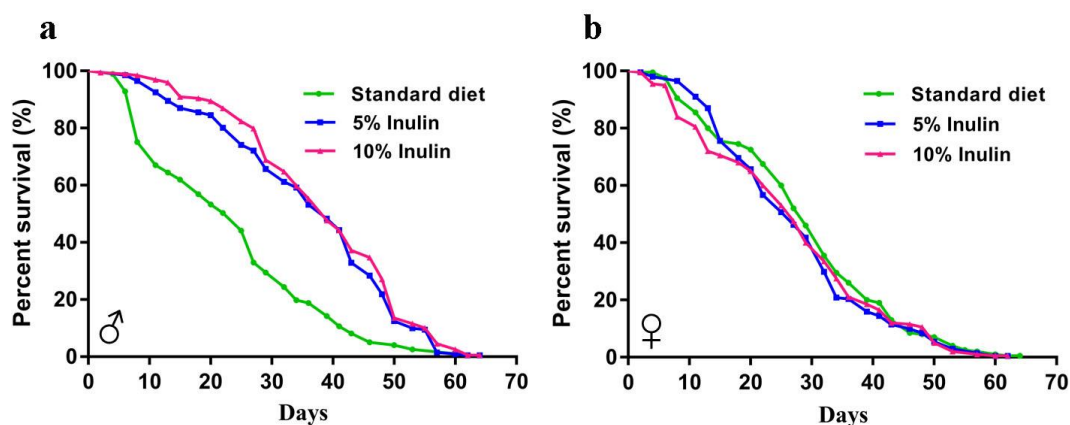 a
Percent survival (%)
100
80
60
40
20
0
0 10 20 30 40 50 60 70
Days
Standard diet
5% Inulin
10% Inulin
♂
b
Percent survival (%)
100
80
60
40
20
0
0 10 20 30 40 50 60 70
Days
Standard diet
5% Inulin
10% Inulin
♀